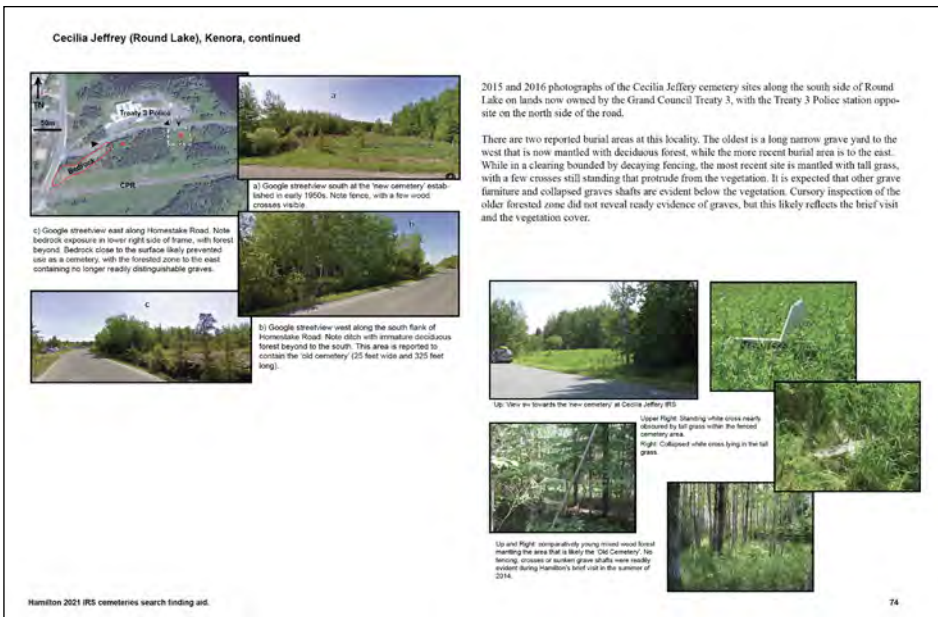 Cecilia Jeffrey (Round Lake), Kenora, continued
TN
50m
Treaty 3 Police
Bedrock
CPR
a
a) Google streetview south at the 'new cemetery' estab-
lished in early 1950s. Note fence, with a few wood
crosses visible.
c) Google streetview east along Homestake Road. Note
bedrock exposure in lower right side of frame, with forest
beyond. Bedrock close to the surface likely prevented
use as a cemetery, with the forested zone to the east
containing no longer readily distinguishable graves.
b
c
b) Google streetview west along the south flank of
Homestake Road. Note ditch with immature deciduous
forest beyond to the south. This area is reported to
contain the 'old cemetery' (25 feet wide and 325 feet
long).
2015 and 2016 photographs of the Cecilia Jeffery cemetery sites along the south side of Round
Lake on lands now owned by the Grand Council Treaty 3, with the Treaty 3 Police station oppo-
site on the north side of the road.
There are two reported burial areas at this locality. The oldest is a long narrow grave yard to the
west that is now mantled with deciduous forest, while the more recent burial area is to the east.
While in a clearing bounded by decaying fencing, the most recent site is mantled with tall grass,
with a few crosses still standing that protrude from the vegetation. It is expected that other grave
furniture and collapsed graves shafts are evident below the vegetation. Cursory inspection of the
older forested zone did not reveal ready evidence of graves, but this likely reflects the brief visit
and the vegetation cover.
Up: View sw towards the 'new cemetery' at Cecilia Jeffery IRS.
Upper Right: Standing white cross nearly
obscured by tall grass within the fenced
cemetery area.
Right: Collapsed white cross lying in the tall
grass.
Up and Right: comparatively young mixed wood forest
mantling the area that is likely the 'Old Cemetery'. No
fencing, crosses or sunken grave shafts were readily
evident during Hamilton's brief visit in the summer of
2014.
Hamilton 2021 IRS cemeteries search finding aid.
74